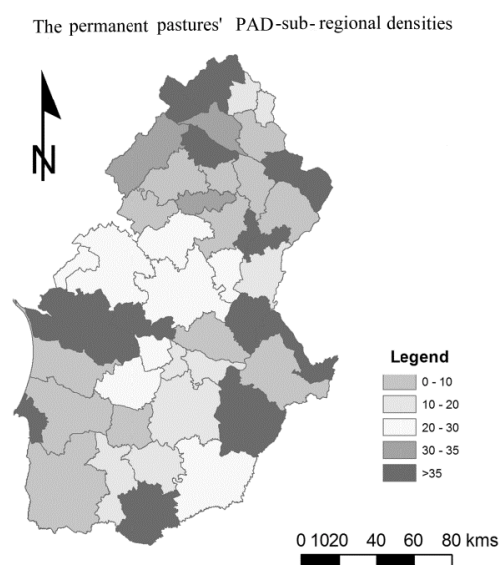 The permanent pastures' PAD-sub-regional densities
N
Legend
0 - 10
10 - 20
20 - 30
30 - 35
>35
0 1020 40 60 80 kms